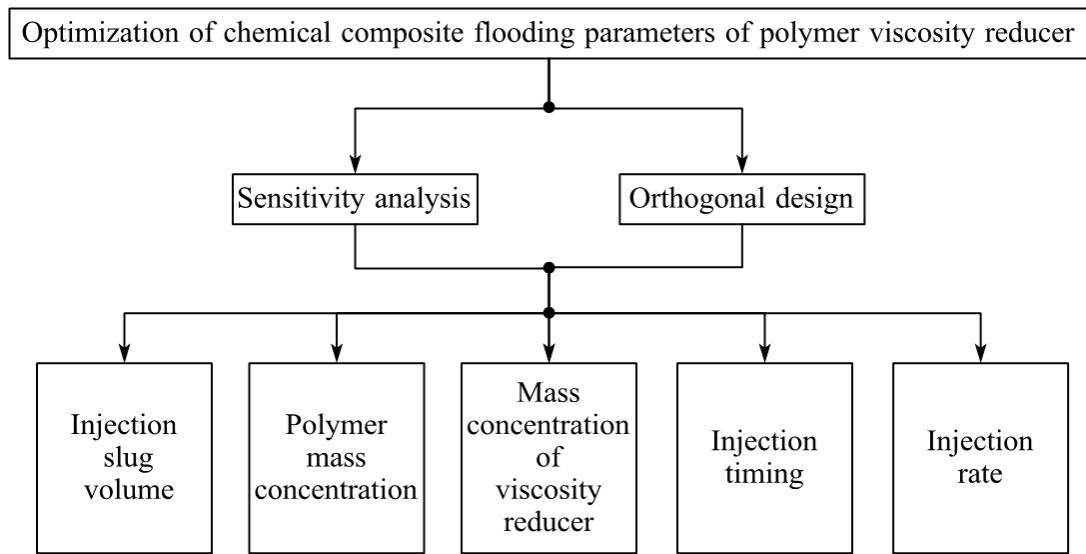 Optimization of chemical composite flooding parameters of polymer viscosity reducer
Sensitivity analysis
Orthogonal design
Injection
slug
volume
Polymer
mass
concentration
Mass
concentration
of
viscosity
reducer
Injection
timing
Injection
rate